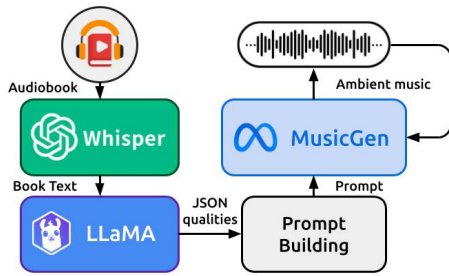 Audiobook
Whisper
Book Text
LLaMA
JSON
qualities
Prompt
Building
Prompt
MusicGen
Ambient music